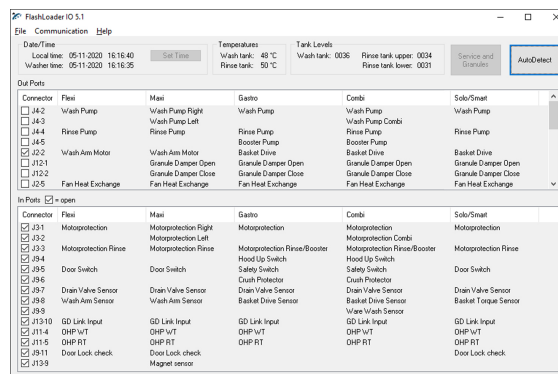 FlashLoader IO 5.1
File Communication Help
Date/Time Temperatures Tank Levels
Local time: 05-11-2020 16:16:40 Set Time Wash tank: 48 °C Wash tank: 0036 Rinse tank upper: 0034 Service and Granules AutoDetect
Washer time: 05-11-2020 16:16:35 Rinse tank: 50 °C Rinse tank lower: 0031
Out Ports
Connector Flexi Maxi Gastro Combi Solo/Smart
J4-2 Wash Pump Wash Pump Right Wash Pump Wash Pump Wash Pump
J4-3 Wash Pump Left Wash Pump Combi
J4-4 Rinse Pump Rinse Pump Rinse Pump Rinse Pump Rinse Pump
J4-5 Booster Pump Booster Pump
J2-2 Wash Arm Motor Wash Arm Motor Basket Drive Basket Drive Basket Drive
J12-1 Granule Damper Open Granule Damper Open Granule Damper Open Granule Damper Open
J12-2 Granule Damper Close Granule Damper Close Granule Damper Close Granule Damper Close
J2-5 Fan Heat Exchange Fan Heat Exchange Fan Heat Exchange Fan Heat Exchange Fan Heat Exchange
In Ports = open
Connector Flexi Maxi Gastro Combi Solo/Smart
J3-1 Motorprotection Motorprotection Right Motorprotection Motorprotection Motorprotection
J3-2 Motorprotection Left Motorprotection Combi
J3-3 Motorprotection Rinse Motorprotection Rinse Motorprotection Rinse/Booster Motorprotection Rinse/Booster Motorprotection Rinse
J9-4 Hood Up Switch Hood Up Switch
J9-5 Door Switch Door Switch Safety Switch Safety Switch Door Switch
J9-6 Crush Protector Crush Protector
J9-7 Drain Valve Sensor Drain Valve Sensor Drain Valve Sensor Drain Valve Sensor Drain Valve Sensor
J9-8 Wash Arm Sensor Wash Arm Sensor Basket Drive Sensor Basket Drive Sensor Basket Torque Sensor
J9-9 Ware Wash Sensor
J13-10 GD Link Input GD Link Input GD Link Input GD Link Input GD Link Input
J11-4 OHP WT OHP WT OHP WT OHP WT OHP WT
J11-5 OHP RT OHP RT OHP RT OHP RT OHP RT
J9-11 Door Lock check Door Lock check Door Lock check
J13-9 Magnet sensor